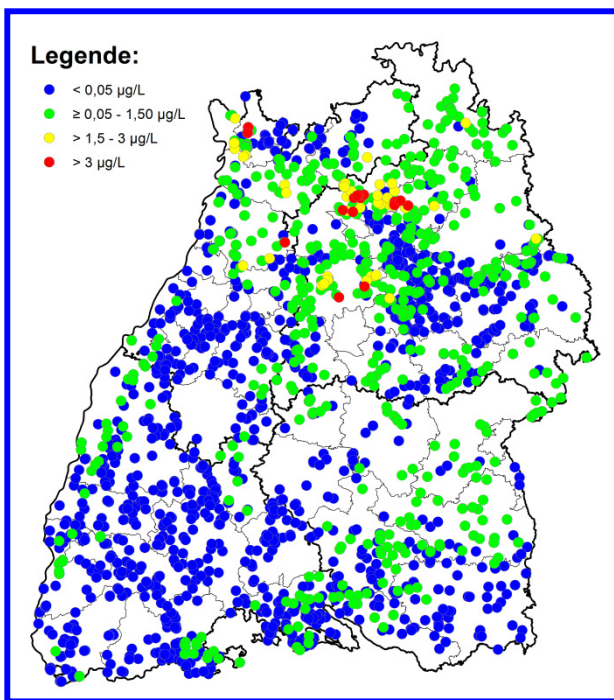 Legende:
< 0,05 µg/L
≥ 0,05 - 1,50 µg/L
> 1,5 - 3 µg/L
> 3 µg/L